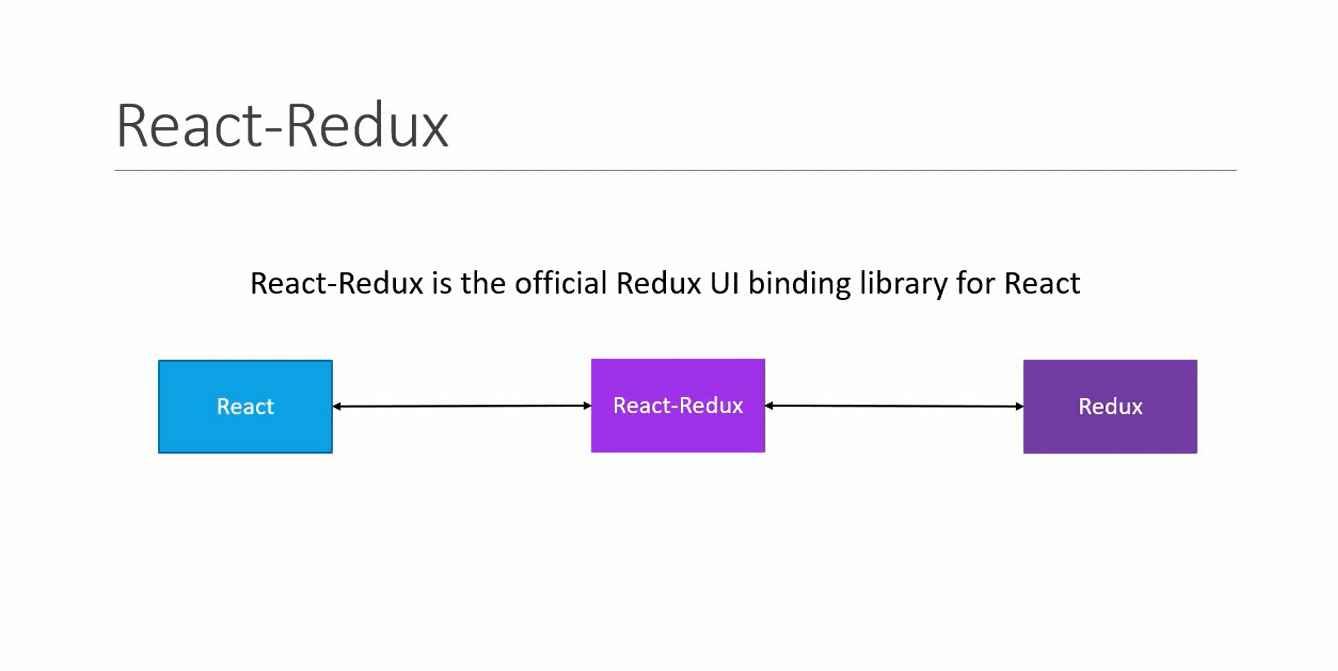 React-Redux
React-Redux is the official Redux UI binding library for React
React
React-Redux
Redux